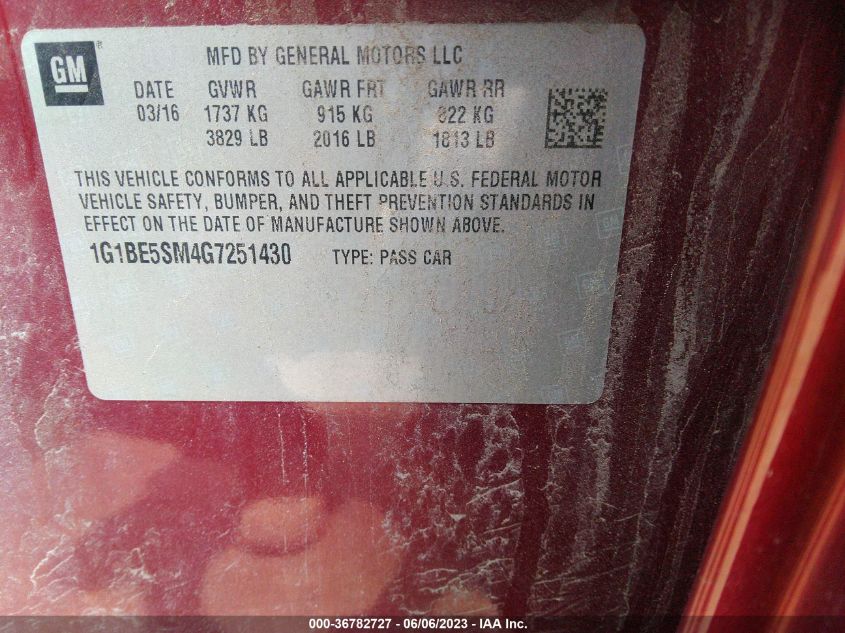 GM ®
MFD BY GENERAL MOTORS LLC
DATE GVWR GAWR FRT GAWR RR
03/16 1737 KG 915 KG 822 KG
3829 LB 2016 LB 1813 LB
THIS VEHICLE CONFORMS TO ALL APPLICABLE U.S. FEDERAL MOTOR
VEHICLE SAFETY, BUMPER, AND THEFT PREVENTION STANDARDS IN
EFFECT ON THE DATE OF MANUFACTURE SHOWN ABOVE.
1G1BE5SM4G7251430 TYPE: PASS CAR
000-36782727 - 06/06/2023 - IAA Inc.